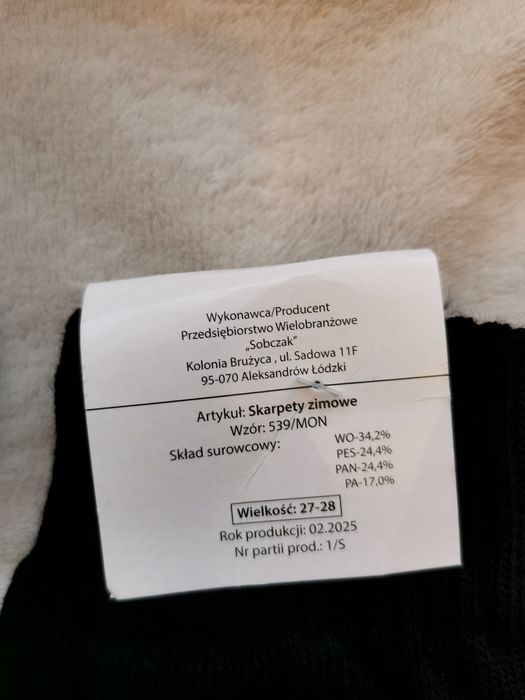 Wykonawca/Producent
Przedsiębiorstwo Wielobranżowe
„Sobczak”
Kolonia Brużyca , ul. Sadowa 11F
95-070 Aleksandrów Łódzki
Artykuł: Skarpety zimowe
Wzór: 539/MON
Skład surowcowy: WO-34,2%
PES-24,4%
PAN-24,4%
PA-17,0%
Wielkość: 27-28
Rok produkcji: 02.2025
Nr partii prod.: 1/S